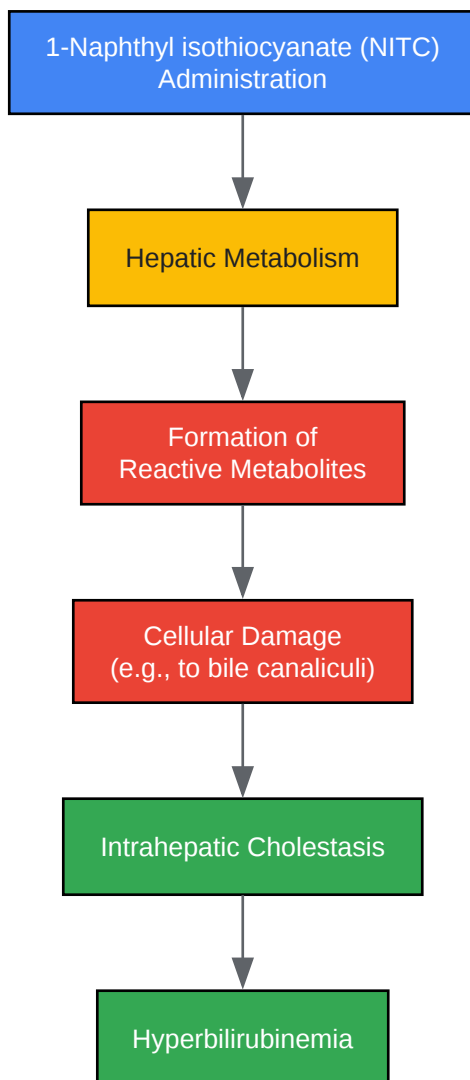 1-Naphthyl isothiocyanate (NITC)
Administration
Hepatic Metabolism
Formation of
Reactive Metabolites
Cellular Damage
(e.g., to bile canaliculi)
Intrahepatic Cholestasis
Hyperbilirubinemia